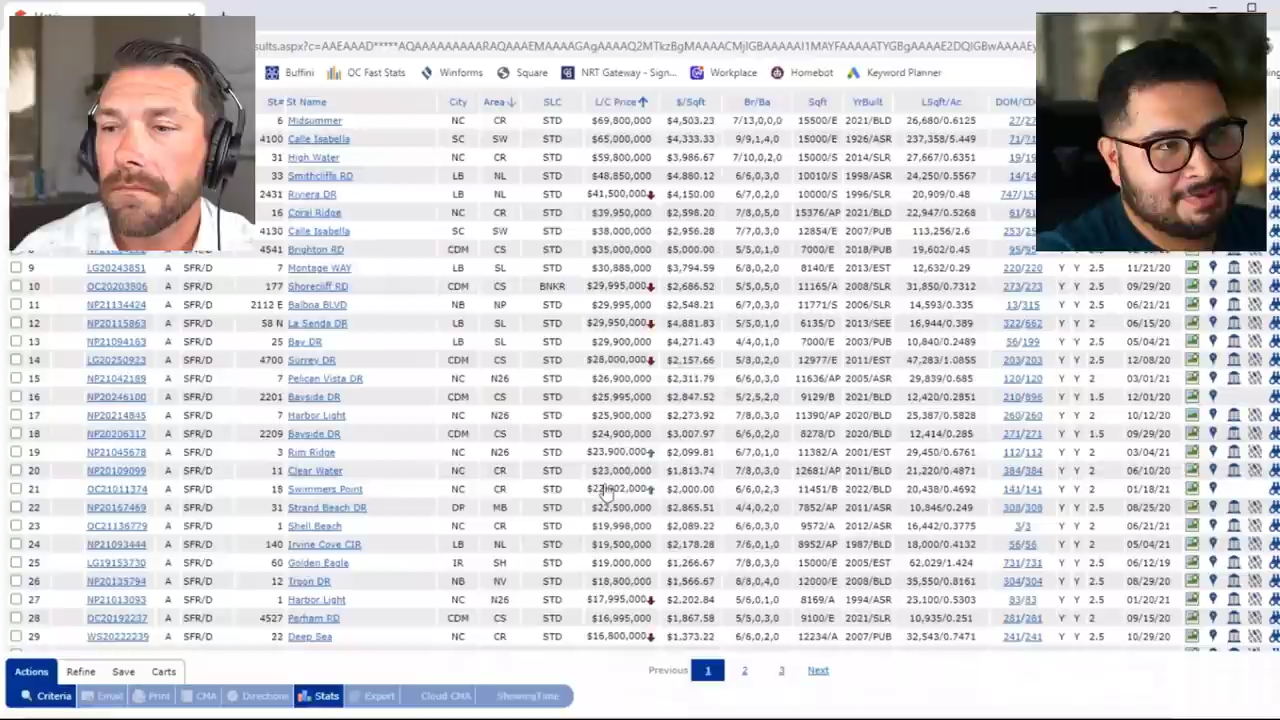 sults.aspx?c=AAEAAAD*****AQAAAAAAAAARAQAAAEMAAAAGAgAAAAQ2MTkzBgMAAAACMjIGBAAAAAI1MAYFAAAAATYGBgAAAAE2DQIGBwAAAAEy
Buffini OC Fast Stats Winforms Square NRT Gateway - Sign... Workplace Homebot Keyword Planner
St# St Name City Area SLC L/C Price $/Sqft Br/Ba Sqft YrBuilt LSqft/Ac
6 Midsummer NC CR STD $69,800,000 $4,503.23 7/13,0,0,0 15500/E 2021/BLD 26,680/0.6125 27/27
4100 Calle Isabella SC SW STD $65,000,000 $4,333.33 9/9,1,4,0 15000/E 1926/ASR 237,358/5.449 71/71
31 High Water NC CR STD $59,800,000 $3,986.67 7/10,0,2,0 15000/S 2014/SLR 27,667/0.6351 19/19
33 Smithcliffs RD LB NL STD $48,850,000 $4,880.12 6/6,0,3,0 10010/S 1998/ASR 24,250/0.5567 14/14
2431 Riviera DR LB NL STD $41,500,000 $4,150.00 6/7,0,2,0 10000/S 1996/SLR 20,909/0.48
16 Coral Ridge NC CR STD $39,950,000 $2,598.20 7/8,0,5,0 15376/AP 2021/BLD 22,947/0.5268 61/61
4130 Calle Isabella SC SW STD $38,000,000 $2,956.28 7/7,0,3,0 12854/E 2007/PUB 113,256/2.6
4541 Brighton RD CDM CS STD $35,000,000 $5,000.00 5/5,0,2,0 7000/E 2018/PUB 19,602/0.45 95/95
9 LG20243851 A SFR/D 7 Montage WAY LB SL STD $30,888,000 $3,794.59 6/8,0,2,0 8140/E 2013/EST 12,632/0.29 220/220 Y Y 2.5 11/21/20
10 OC20203806 A SFR/D 177 Shorecliff RD CDM CS BNKR $29,995,000 $2,686.52 8/8,0,3,0 11165/A 2008/SLR 31,850/0.7312 273/273 Y Y 2.5 09/29/20
11 NP21134424 A SFR/D 2112 E Balboa BLVD NB NP STD $29,995,000 $2,548.21 6/7,0,3,0 11771/E 2006/SLR 14,593/0.335 13/315 Y Y 2.5 06/21/21
12 NP20115863 A SFR/D 58 N La Senda DR LB SL STD $29,950,000 $4,881.83 5/5,0,1,0 6135/D 2013/SEE 16,944/0.389 322/662 Y Y 2 06/15/20
13 NP21094163 A SFR/D 25 Bay DR LB SL STD $29,900,000 $4,271.43 4/4,0,1,0 7000/E 2003/PUB 10,840/0.2489 56/199 Y Y 2 05/04/21
14 LG20250923 A SFR/D 4700 Surrey DR CDM CS STD $28,000,000 $2,157.66 5/8,0,3,0 12977/E 2011/EST 47,283/1.0855 203/203 Y Y 2 12/08/20
15 NP21042189 A SFR/D 7 Pelican Vista DR NC N26 STD $26,900,000 $2,311.79 6/8,0,3,0 11636/AP 2005/ASR 29,839/0.685 120/120 Y Y 2 03/01/21
16 NP20246100 A SFR/D 2201 Bayside DR CDM CS STD $25,995,000 $2,847.52 5/5,2,2,0 9129/B 2021/BLD 12,420/0.2851 210/896 Y Y 1.5 12/01/20
17 NP20214845 A SFR/D 7 Harbor Light NC N26 STD $25,900,000 $2,273.92 7/8,0,3,0 11390/AP 2020/BLD 25,387/0.5828 260/260 Y Y 2 10/12/20
18 NP20206317 A SFR/D 2209 Bayside DR CDM CS STD $24,900,000 $3,007.97 6/6,0,2,0 8278/D 2020/BLD 12,414/0.285 271/271 Y Y 1.5 09/29/20
19 NP21045678 A SFR/D 3 Rim Ridge NC N26 STD $23,900,000 $2,099.81 6/7,0,1,0 11382/A 2001/EST 29,450/0.6761 112/112 Y Y 2 03/04/21
20 NP20109099 A SFR/D 11 Clear Water NC CR STD $23,000,000 $1,813.74 7/8,0,3,0 12681/AP 2011/BLD 21,220/0.4871 384/384 Y Y 2 06/10/20
21 OC21011374 A SFR/D 18 Swimmers Point NC CR STD $22,902,000 $2,000.00 6/6,0,2,3 11451/B 2022/BLD 20,438/0.4692 141/141 Y Y 2 01/18/21
22 NP20167469 A SFR/D 31 Strand Beach DR DP MB STD $22,500,000 $2,865.51 4/4,0,2,0 7852/AP 2011/ASR 10,846/0.249 308/308 Y Y 2.5 08/25/20
23 OC21136779 A SFR/D 1 Shell Beach NC CR STD $19,998,000 $2,089.22 6/6,0,3,0 9572/A 2012/ASR 16,442/0.3775 3/3 Y Y 2 06/21/21
24 NP21093444 A SFR/D 140 Irvine Cove CIR LB NL STD $19,500,000 $2,178.28 6/4,0,3,0 8952/AP 1987/BLD 18,000/0.4132 56/56 Y Y 2 05/04/21
25 LG19153730 A SFR/D 60 Golden Eagle IR SH STD $19,000,000 $1,266.67 7/8,0,3,0 15000/E 2005/EST 62,029/1.424 731/731 Y Y 2.5 06/12/19
26 NP20135794 A SFR/D 12 Troon DR NB NV STD $18,800,000 $1,566.67 8/8,0,4,0 12000/E 2008/BLD 35,550/0.8161 304/304 Y Y 2.5 08/29/20
27 NP21013093 A SFR/D 1 Harbor Light NC N26 STD $17,995,000 $2,202.84 5/6,0,1,0 8169/A 1994/ASR 23,100/0.5303 83/83 Y Y 2.5 01/20/21
28 OC20192237 A SFR/D 4527 Perham RD CDM CS STD $16,995,000 $1,867.58 5/5,0,3,0 9100/E 2021/SLR 10,935/0.251 281/281 Y Y 2 09/15/20
29 WS20222239 A SFR/D 22 Deep Sea NC CR STD $16,800,000 $1,373.22 6/6,0,2,0 12234/A 2007/PUB 32,543/0.7471 241/241 Y Y 2.5 10/29/20
Actions Refine Save Carts
Previous 1 2 3 Next
Criteria Email Print CMA Directions Stats Export Cloud CMA ShowingTime